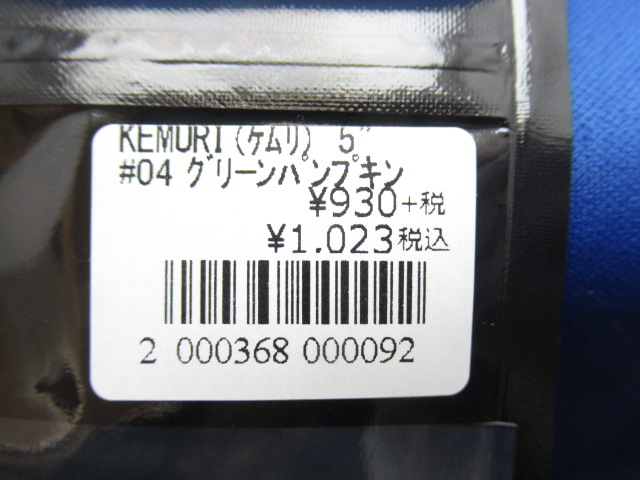 KEMURI(ケムリ) 5"
#04 グリーンパンプキン
¥930+税
¥1.023税込
2 000368 000092